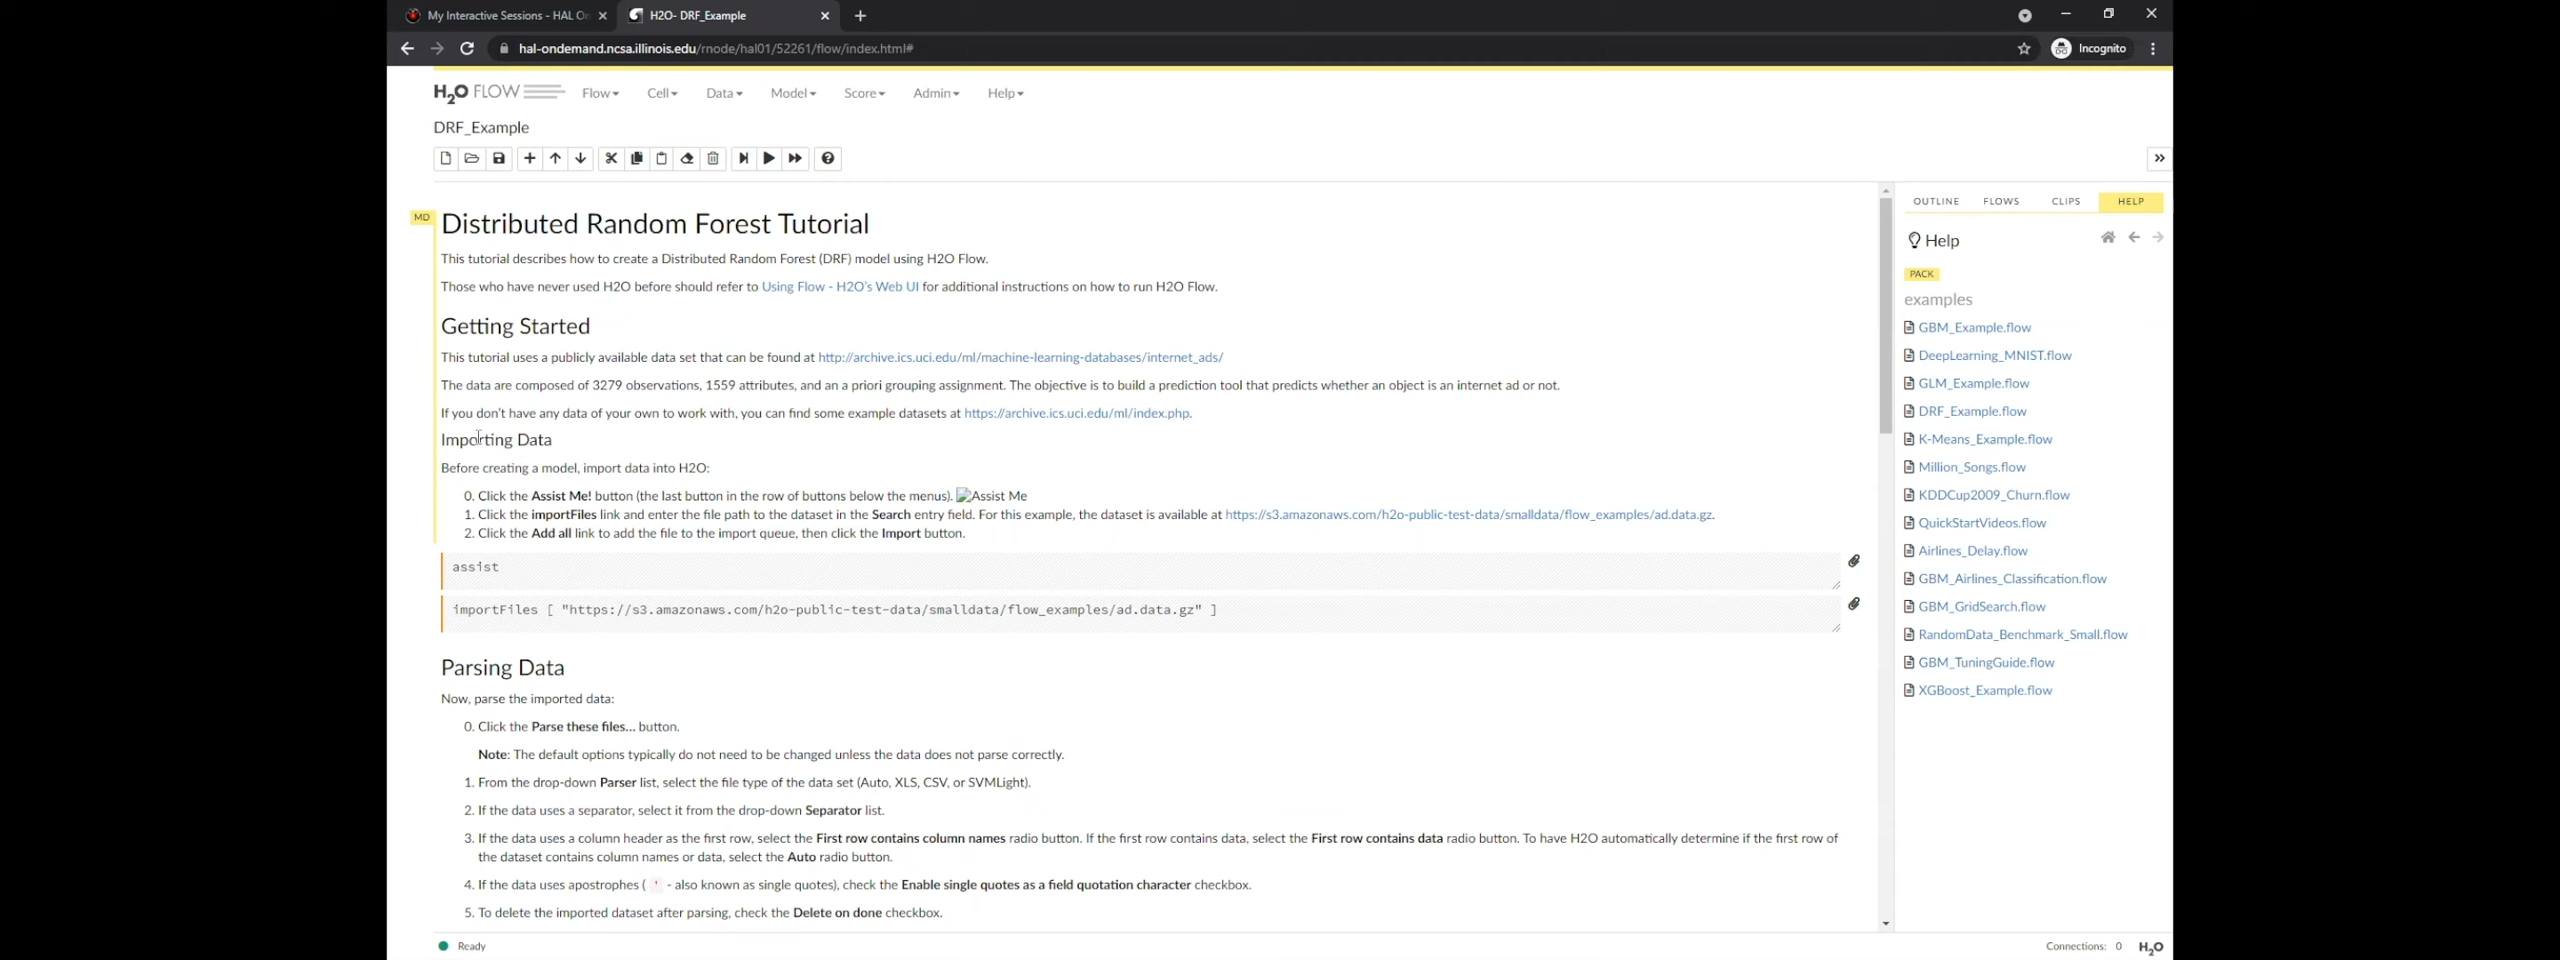 My Interactive Sessions - HAL On
H2O- DRF_Example
hal-ondemand.ncsa.illinois.edu/rnode/hal01/52261/flow/index.html#
Incognito
H2O FLOW
Flow
Cell
Data
Model
Score
Admin
Help
DRF_Example
OUTLINE FLOWS CLIPS HELP
MD
Distributed Random Forest Tutorial
This tutorial describes how to create a Distributed Random Forest (DRF) model using H2O Flow.
Those who have never used H2O before should refer to Using Flow - H2O's Web UI for additional instructions on how to run H2O Flow.
Getting Started
This tutorial uses a publicly available data set that can be found at http://archive.ics.uci.edu/ml/machine-learning-databases/internet_ads/
The data are composed of 3279 observations, 1559 attributes, and an a priori grouping assignment. The objective is to build a prediction tool that predicts whether an object is an internet ad or not.
If you don't have any data of your own to work with, you can find some example datasets at https://archive.ics.uci.edu/ml/index.php.
Importing Data
Before creating a model, import data into H2O:
0. Click the Assist Me! button (the last button in the row of buttons below the menus). Assist Me
1. Click the importFiles link and enter the file path to the dataset in the Search entry field. For this example, the dataset is available at https://s3.amazonaws.com/h2o-public-test-data/smalldata/flow_examples/ad.data.gz.
2. Click the Add all link to add the file to the import queue, then click the Import button.
assist
importFiles [ "https://s3.amazonaws.com/h2o-public-test-data/smalldata/flow_examples/ad.data.gz" ]
Parsing Data
Now, parse the imported data:
0. Click the Parse these files... button.
Note: The default options typically do not need to be changed unless the data does not parse correctly.
1. From the drop-down Parser list, select the file type of the data set (Auto, XLS, CSV, or SVMLight).
2. If the data uses a separator, select it from the drop-down Separator list.
3. If the data uses a column header as the first row, select the First row contains column names radio button. If the first row contains data, select the First row contains data radio button. To have H2O automatically determine if the first row of
the dataset contains column names or data, select the Auto radio button.
4. If the data uses apostrophes ( ' - also known as single quotes), check the Enable single quotes as a field quotation character checkbox.
5. To delete the imported dataset after parsing, check the Delete on done checkbox.
Help
PACK
examples
GBM_Example.flow
DeepLearning_MNIST.flow
GLM_Example.flow
DRF_Example.flow
K-Means_Example.flow
Million_Songs.flow
KDDCup2009_Churn.flow
QuickStartVideos.flow
Airlines_Delay.flow
GBM_Airlines_Classification.flow
GBM_GridSearch.flow
RandomData_Benchmark_Small.flow
GBM_TuningGuide.flow
XGBoost_Example.flow
Ready
Connections: 0 H2O